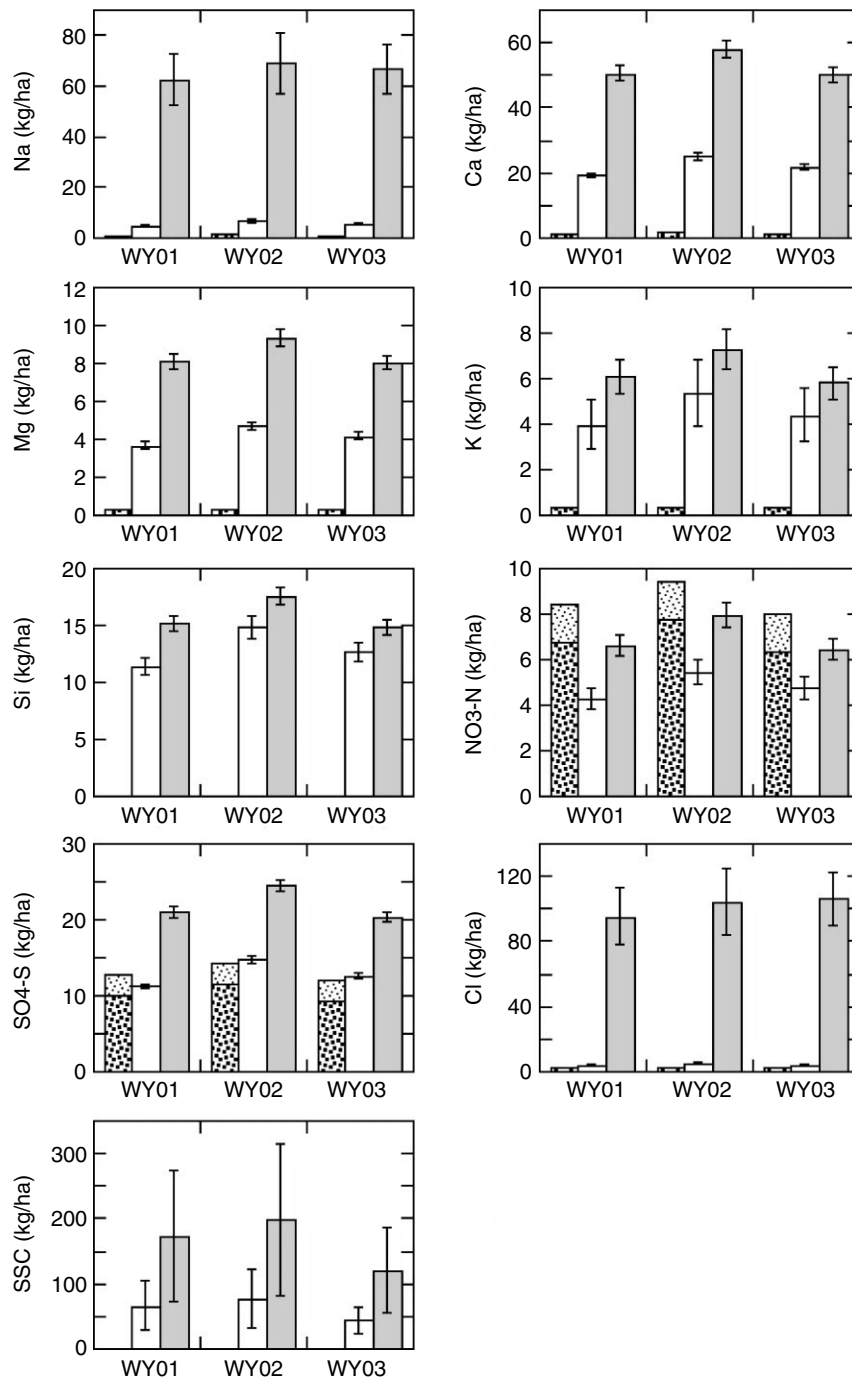 Na (kg/ha)
80
60
40
20
0
WY01 WY02 WY03
Ca (kg/ha)
60
40
20
0
WY01 WY02 WY03
Mg (kg/ha)
12
10
8
6
4
2
0
WY01 WY02 WY03
K (kg/ha)
10
8
6
4
2
0
WY01 WY02 WY03
Si (kg/ha)
20
15
10
5
0
WY01 WY02 WY03
NO3-N (kg/ha)
10
8
6
4
2
0
WY01 WY02 WY03
SO4-S (kg/ha)
30
20
10
0
WY01 WY02 WY03
Cl (kg/ha)
120
80
40
0
WY01 WY02 WY03
SSC (kg/ha)
300
200
100
0
WY01 WY02 WY03